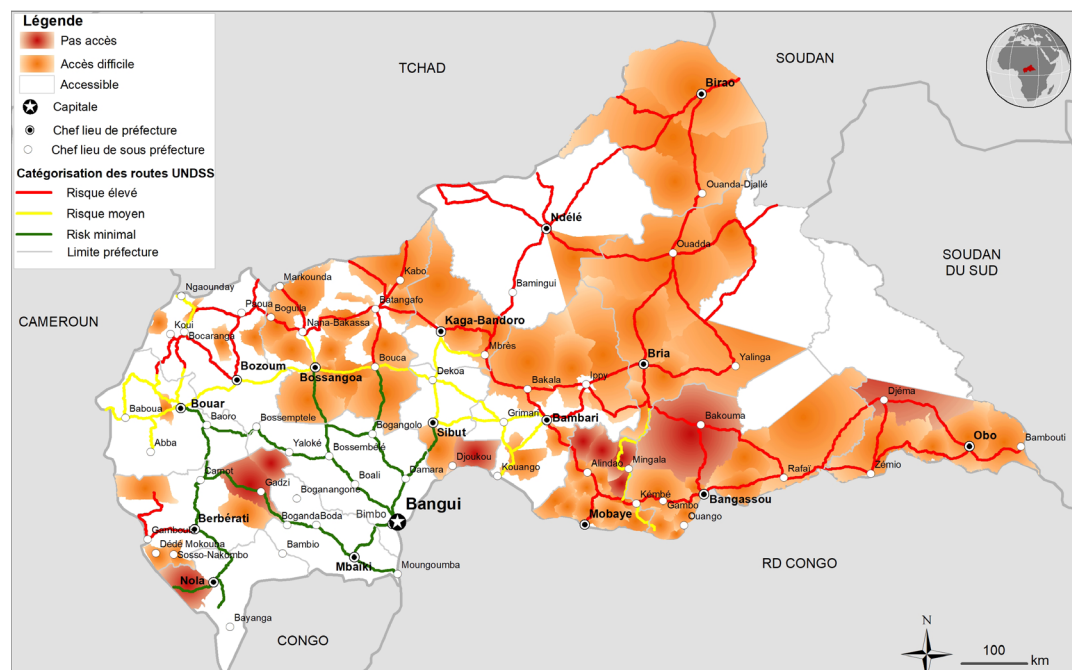 Légende
Pas accès
Accès difficile
Accessible
Capitale
Chef lieu de préfecture
Chef lieu de sous préfecture
Catégorisation des routes UNDSS
Risque élevé
Risque moyen
Risk minimal
Limite préfecture
TCHAD
SOUDAN
SOUDAN
DU SUD
CAMEROUN
RD CONGO
CONGO
Birao
Ouanda-Djallé
Ndélé
Ouadda
Bamingui
Kabo
Markounda
Ngaounday
Batangafo
Paoua
Boguila
Nana-Bakassa
Koui
Bocaranga
Kaga-Bandoro
Mbrès
Bria
Yalinga
Bouca
Bozoum
Bossangoa
Dekoa
Bakala
Ippy
Djéma
Baboua
Bouar
Baoro
Bossemptele
Grimari
Bambari
Bakouma
Sibut
Bogangolo
Obo
Bambouti
Abba
Yaloké
Bossembélé
Djoukou
Kouango
Alindao
Mingala
Rafaï
Zémio
Damara
Boali
Carnot
Gadzi
Boganangone
Bangui
Kémbé
Gambo
Bangassou
Mobaye
Ouango
Berbérati
Boganda
Boda
Bimbo
Gamboula
Dédé Mokouba
Sosso-Nakombo
Bambio
Mbaiki
Moungoumba
Nola
Bayanga
N
100
km